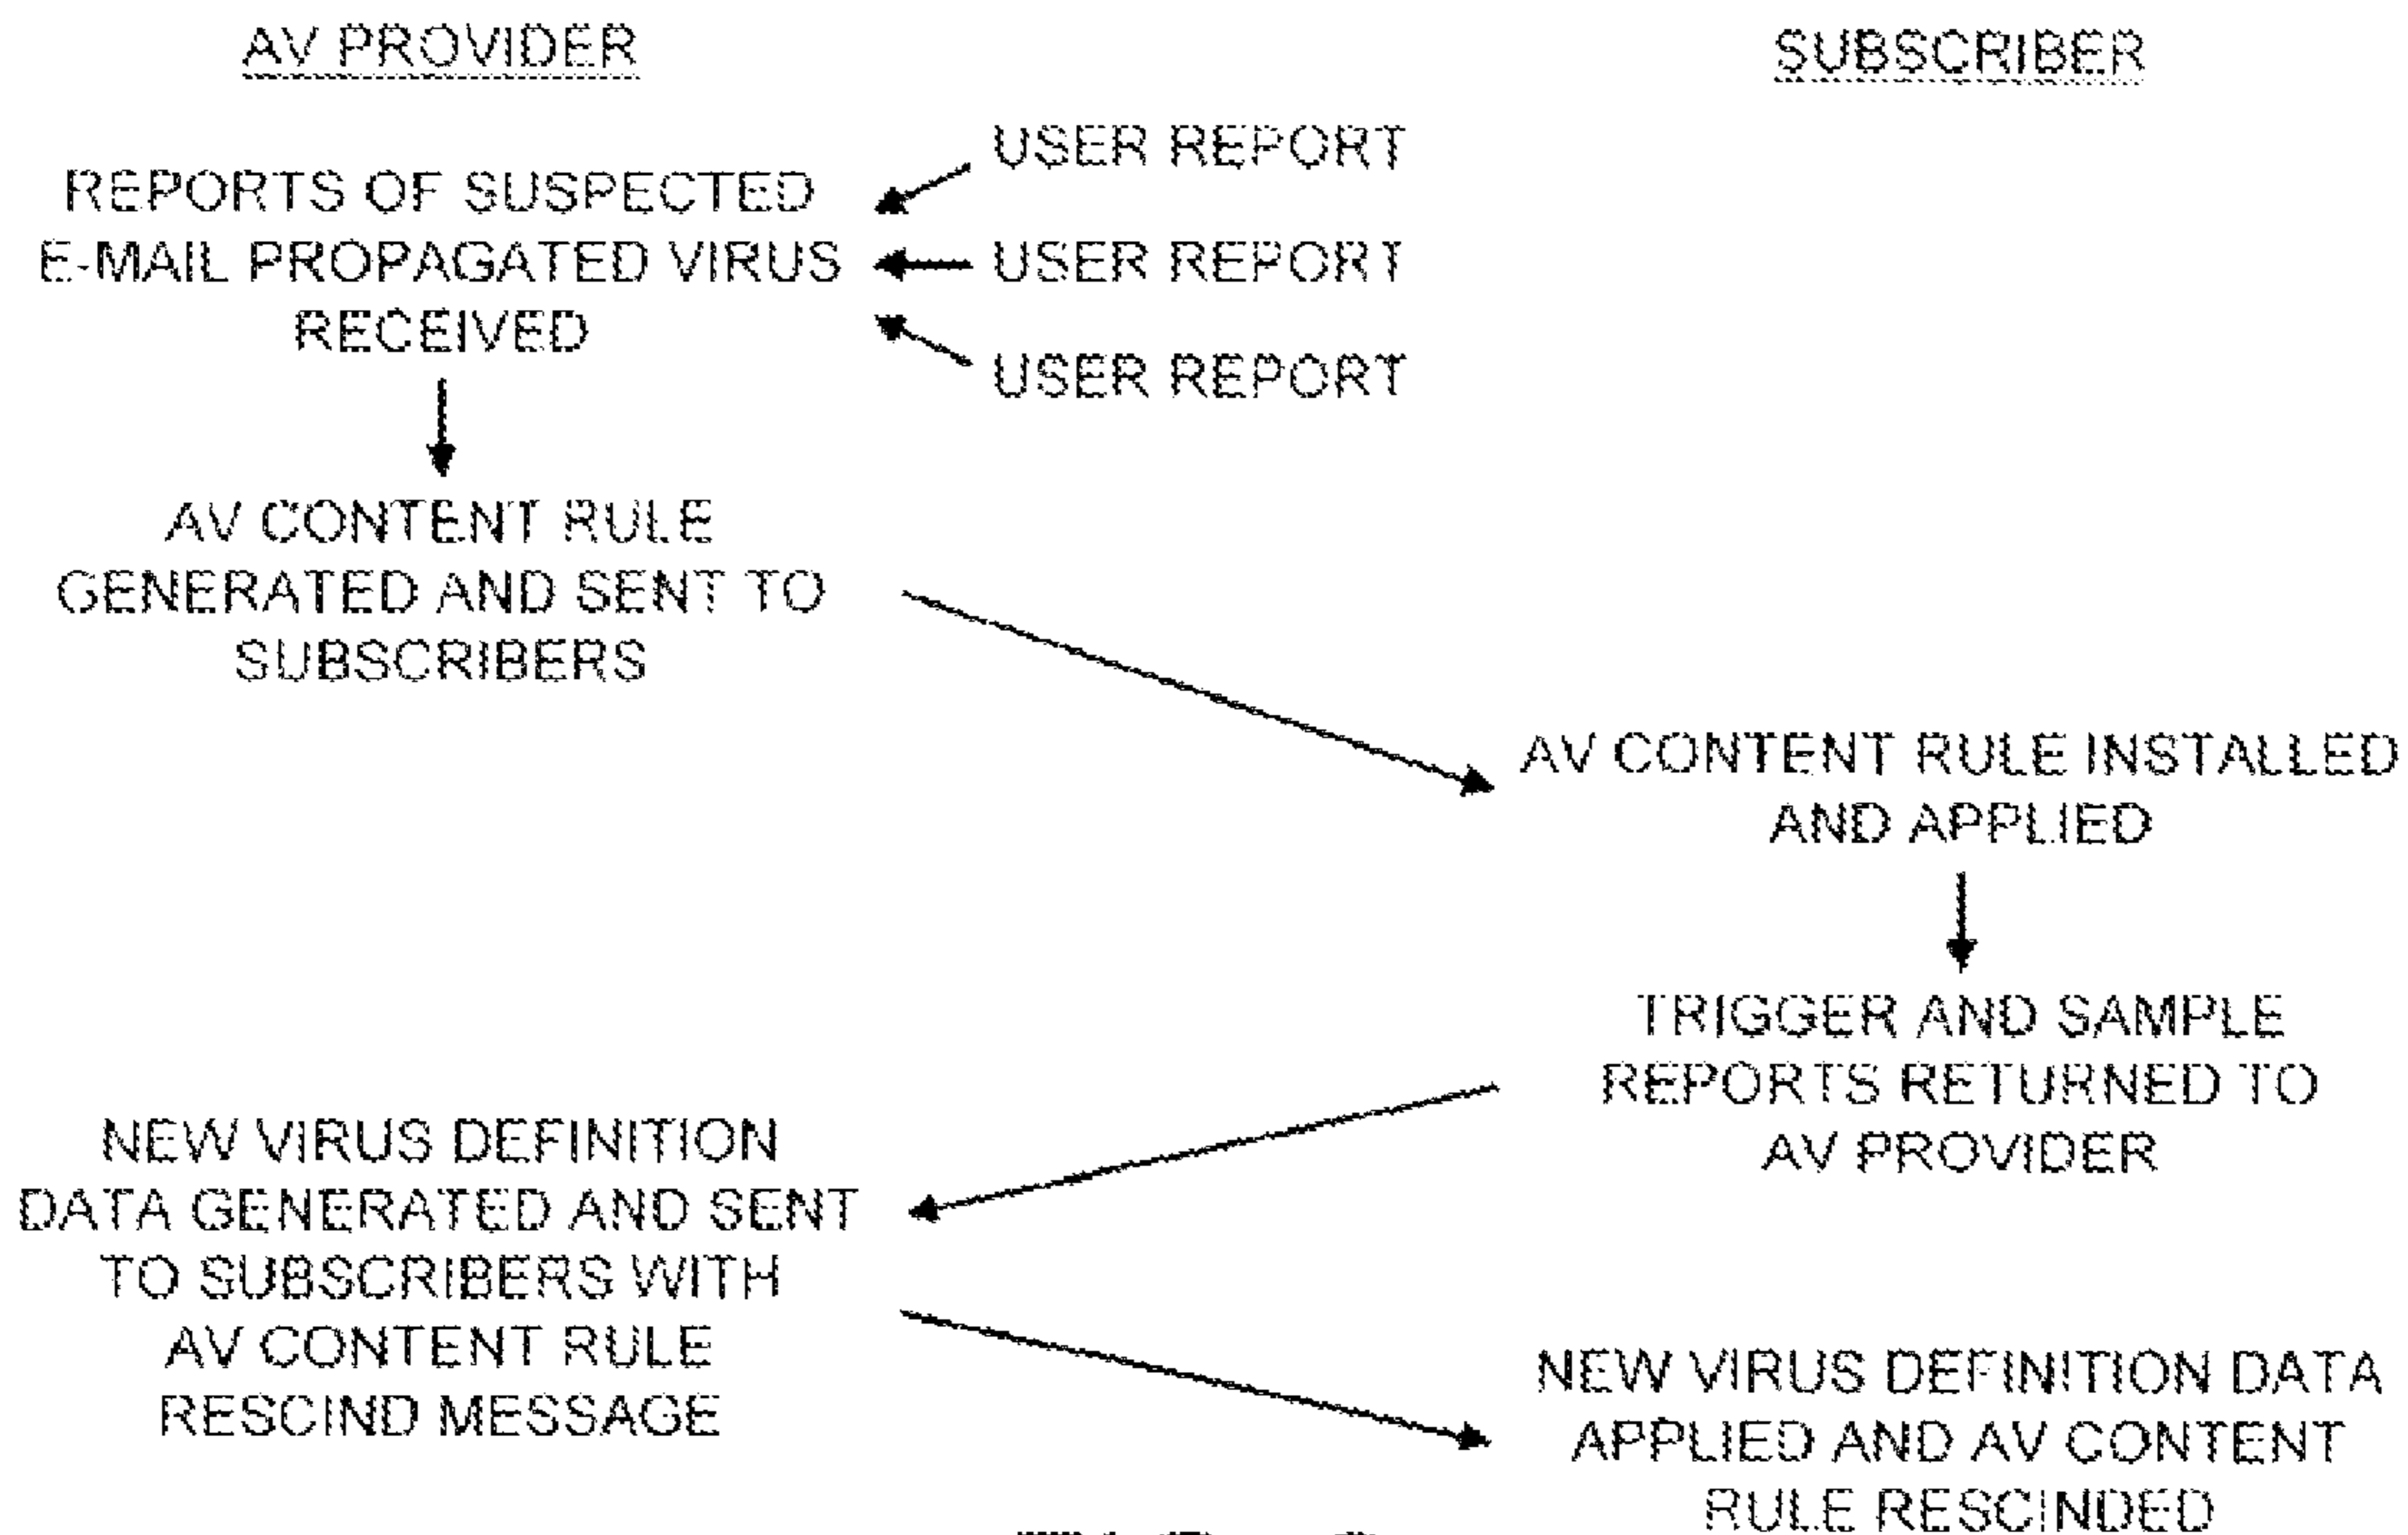 AV PROVIDER
SUBSCRIBER
USER REPORT
REPORTS OF SUSPECTED
E-MAIL PROPAGATED VIRUS
RECEIVED
USER REPORT
USER REPORT
AV CONTENT RULE
GENERATED AND SENT TO
SUBSCRIBERS
AV CONTENT RULE INSTALLED
AND APPLIED
TRIGGER AND SAMPLE
REPORTS RETURNED TO
AV PROVIDER
NEW VIRUS DEFINITION
DATA GENERATED AND SENT
TO SUBSCRIBERS WITH
AV CONTENT RULE
RESCIND MESSAGE
NEW VIRUS DEFINITION DATA
APPLIED AND AV CONTENT
RULE RESCINDED